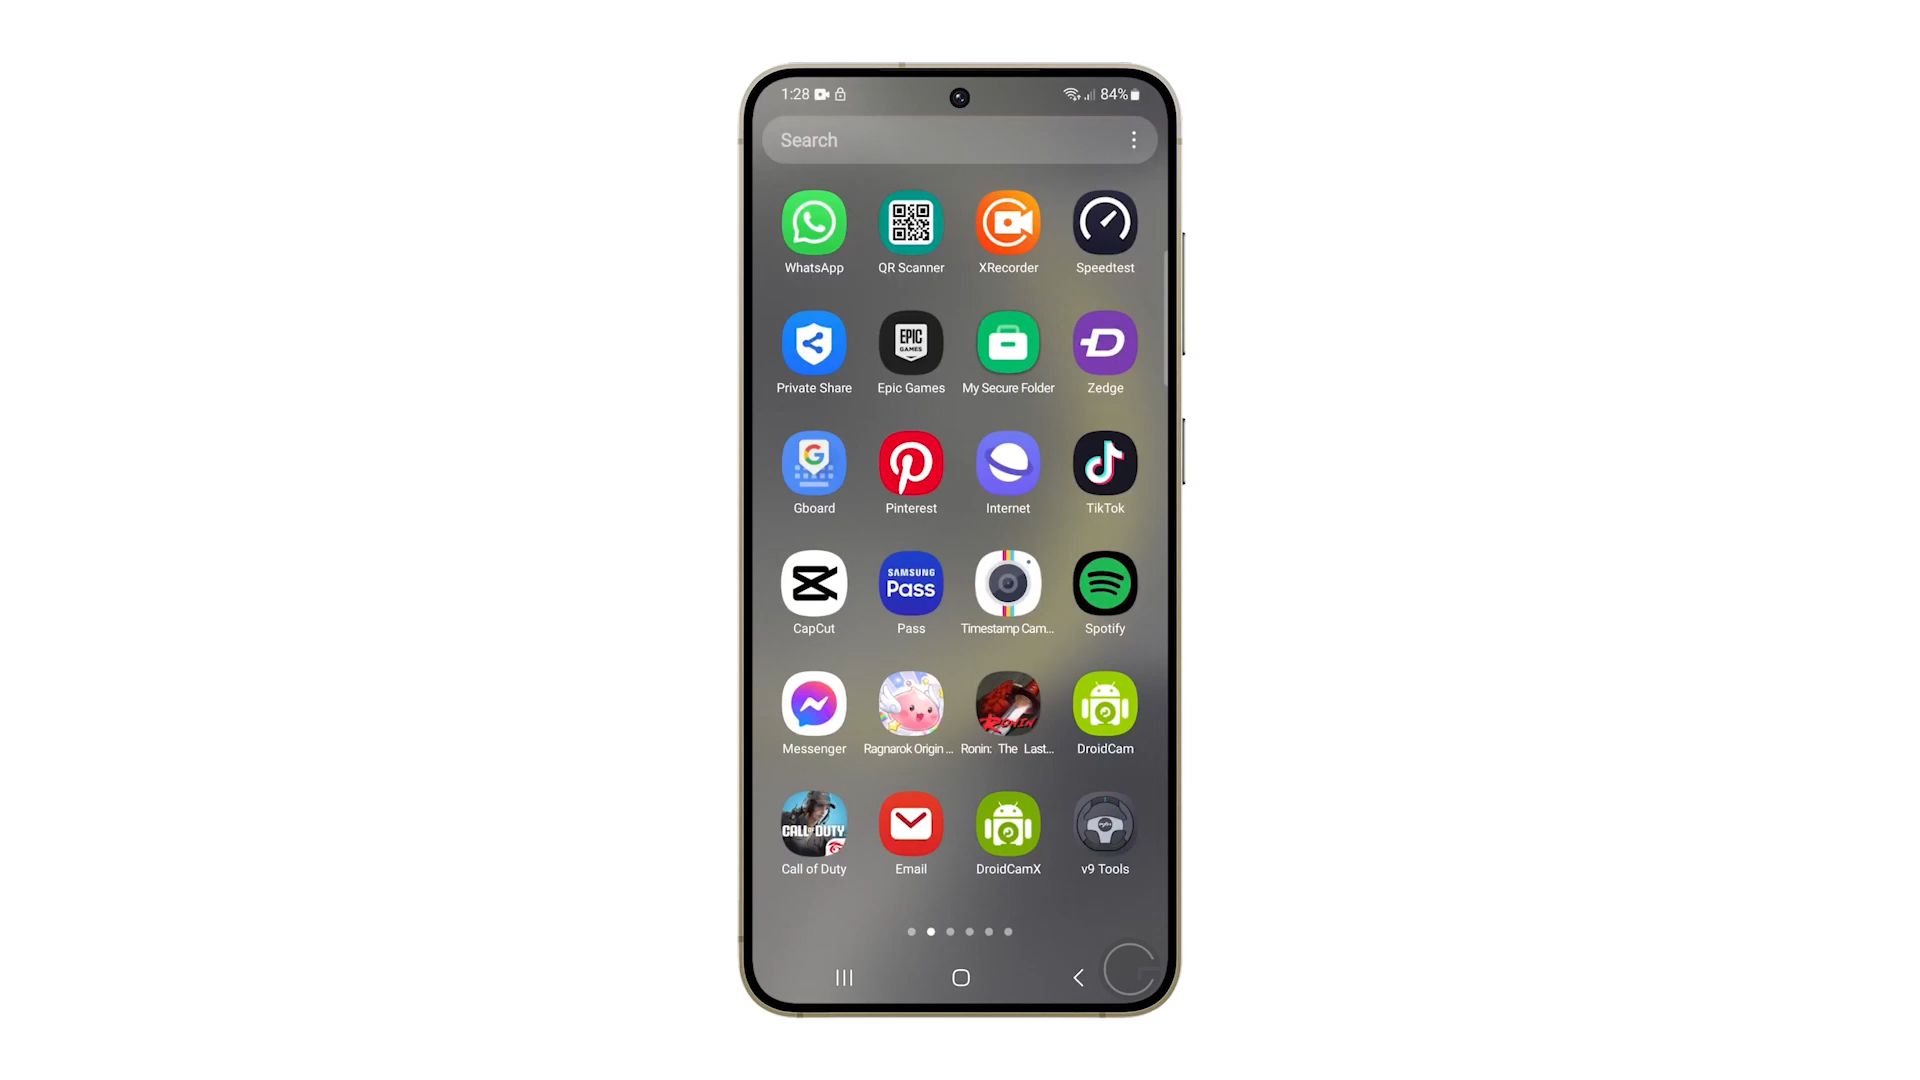 1:28 84%
Search
WhatsApp QR Scanner XRecorder Speedtest
EPIC
GAMES
Private Share Epic Games My Secure Folder Zedge
G
Gboard Pinterest Internet TikTok
SAMSUNG
Pass
CapCut Pass Timestamp Cam... Spotify
RONIN
Messenger Ragnarok Origin ... Ronin: The Last... DroidCam
CALL OF DUTY
Call of Duty Email DroidCamX v9 Tools